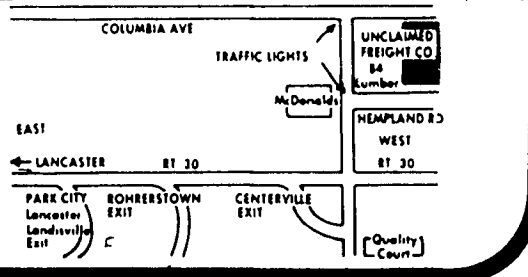 COLUMBIA AVE
TRAFFIC LIGHTS
UNCLAIMED
FREIGHT CO
84
Lumber
McDonalds
HEMPLAND RD
EAST
WEST
← LANCASTER
RT 30
RT 30
PARK CITY
Lancaster
Landisville
Exit
ROHRERSTOWN
EXIT
CENTERVILLE
EXIT
Quality
Court